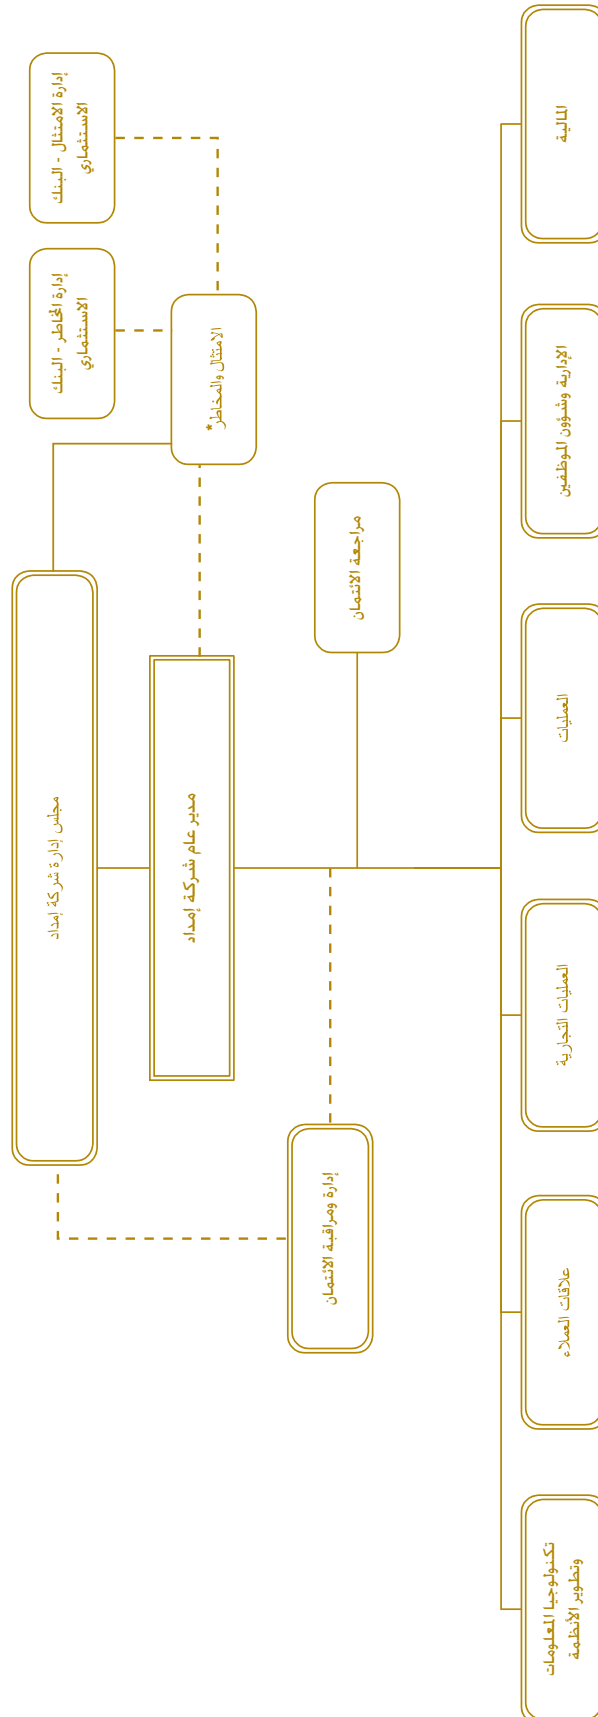 إدارة الامتثال - البنك
الاستثماري
إدارة المخاطر - البنك
الاستثماري
الامتثال والمخاطر*
مجلس إدارة شركة إمداد
مدير عام شركة إمداد
مراجعة الائتمان
إدارة ومراقبة الائتمان
المالية
الإدارية وشؤون الموظفين
العمليات
العمليات التجارية
علاقات العملاء
تكنولوجيا المعلومات
وتطوير الأنظمة